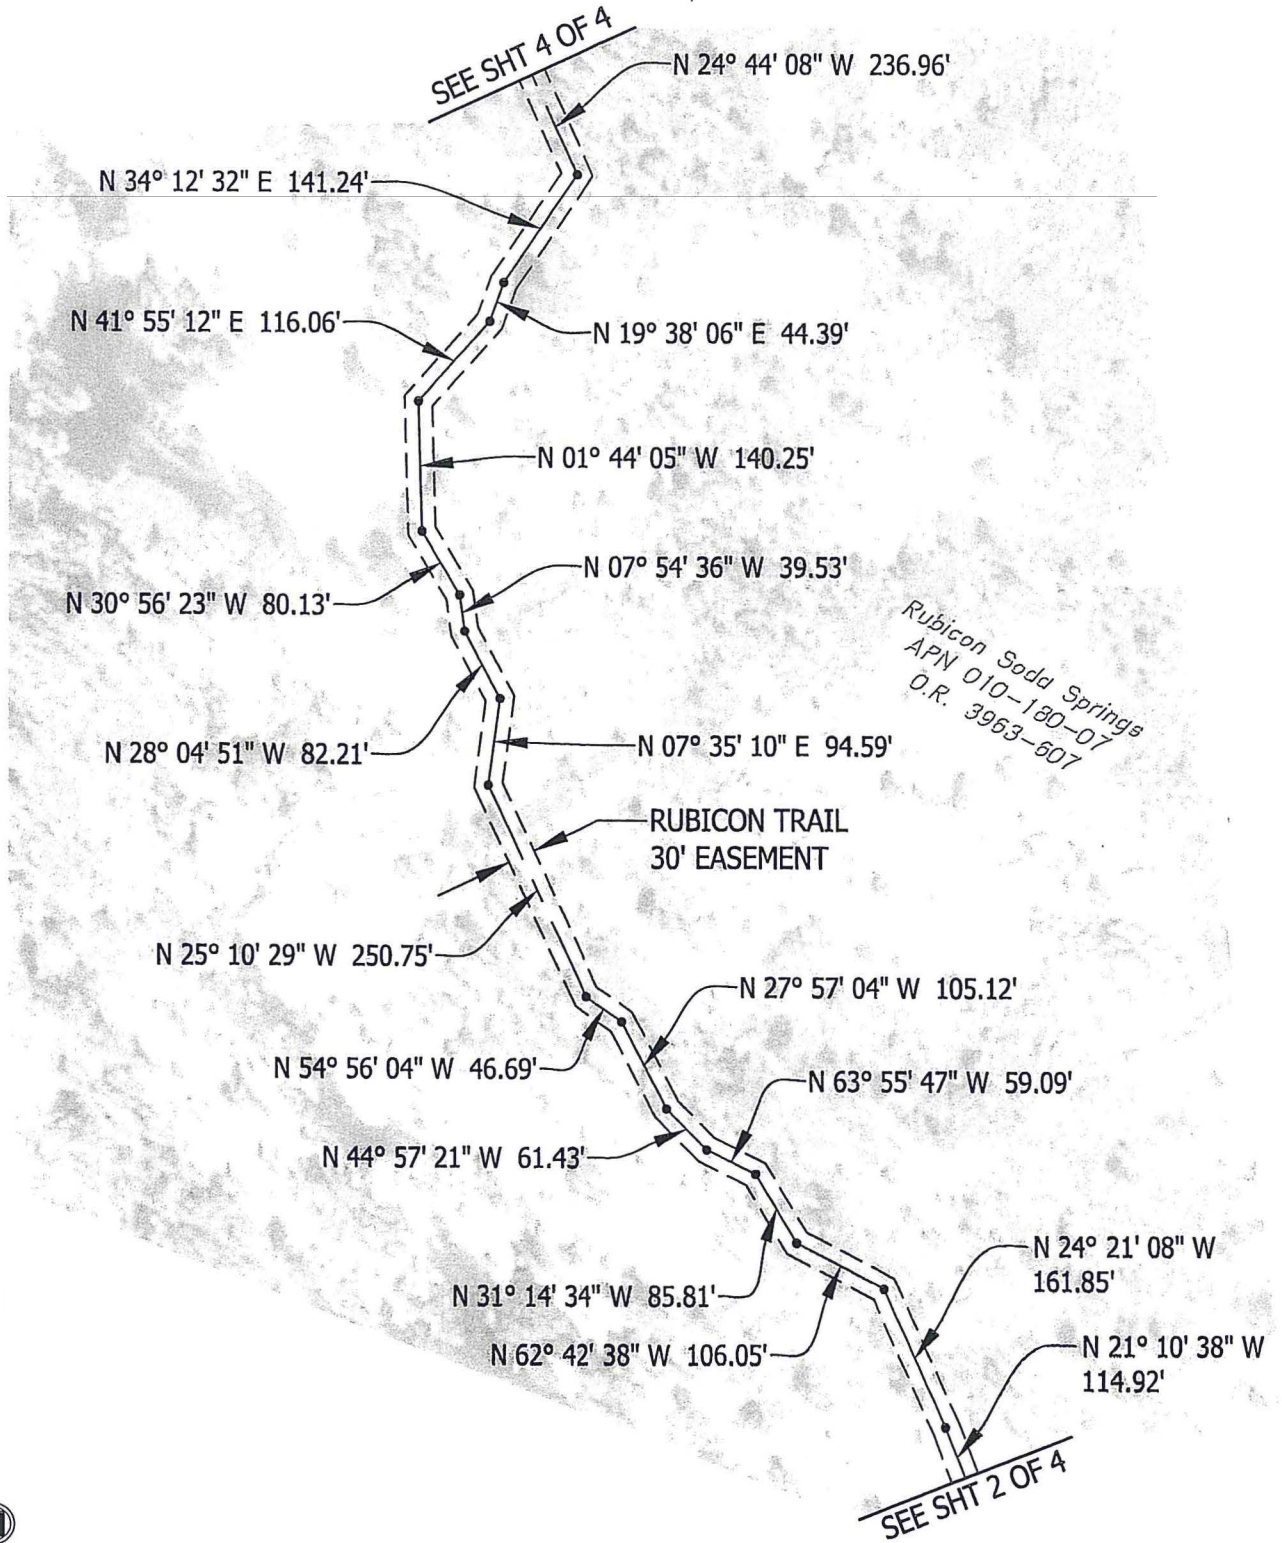 SEE SHT 4 OF 4
N 24° 44' 08" W 236.96'
N 34° 12' 32" E 141.24'
N 41° 55' 12" E 116.06'
N 19° 38' 06" E 44.39'
N 01° 44' 05" W 140.25'
N 07° 54' 36" W 39.53'
N 30° 56' 23" W 80.13'
Rubicon Soda Springs
APN 010-180-07
O.R. 3963-607
N 28° 04' 51" W 82.21'
N 07° 35' 10" E 94.59'
RUBICON TRAIL
30' EASEMENT
N 25° 10' 29" W 250.75'
N 27° 57' 04" W 105.12'
N 54° 56' 04" W 46.69'
N 63° 55' 47" W 59.09'
N 44° 57' 21" W 61.43'
N 24° 21' 08" W
161.85'
N 31° 14' 34" W 85.81'
N 62° 42' 38" W 106.05'
N 21° 10' 38" W
114.92'
SEE SHT 2 OF 4